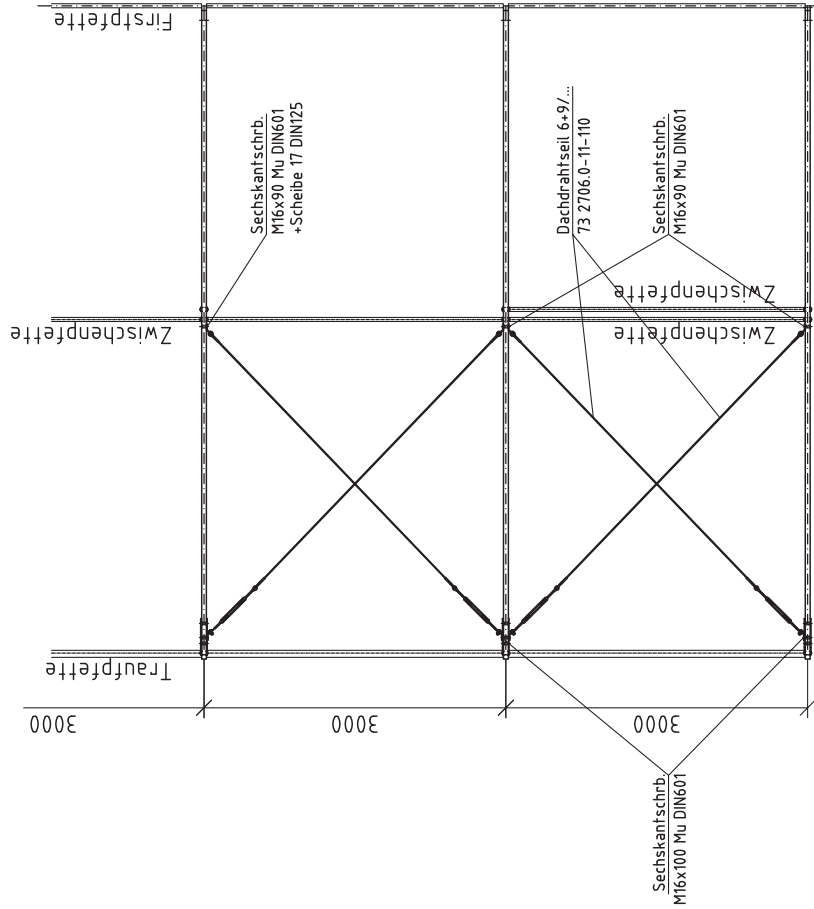 Firstpfette
Sechskantschrb.
M16x90 Mu DIN601
+Scheibe 17 DIN125
Dachdrahtseil 6+9/...
73 2706.0-11-110
Sechskantschrb.
M16x90 Mu DIN601
Zwischenpfette
Zwischenpfette
Zwischenpfette
Traufpfette
3000
3000
3000
Sechskantschrb.
M16x100 Mu DIN601